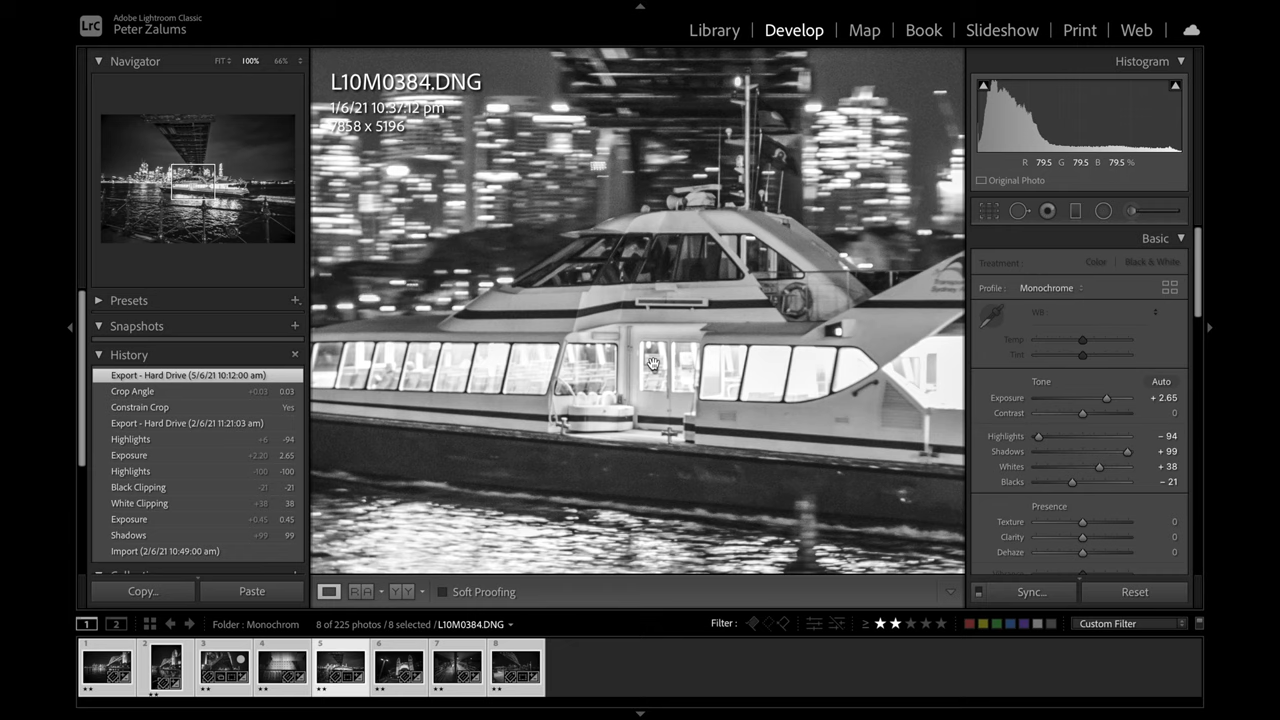 LrC
Adobe Lightroom Classic
Peter Zalums
Library | Develop | Map | Book | Slideshow | Print | Web
Navigator FIT 100% 66%
Presets
Snapshots
History
Export - Hard Drive (5/6/21 10:12:00 am)
Crop Angle +0.03 0.03
Constrain Crop Yes
Export - Hard Drive (2/6/21 11:21:03 am)
Highlights +6 -94
Exposure +2.20 2.65
Highlights -100 -100
Black Clipping -21 -21
White Clipping +38 38
Exposure +0.45 0.45
Shadows +99 99
Import (2/6/21 10:49:00 am)
Copy... Paste
L10M0384.DNG
1/6/21 10:37:12 pm
7858 x 5196
Histogram
R 79.5 G 79.5 B 79.5 %
Original Photo
Basic
Treatment : Color Black & White
Profile : Monochrome
WB :
Temp
Tint
Tone Auto
Exposure + 2.65
Contrast 0
Highlights – 94
Shadows + 99
Whites + 38
Blacks – 21
Presence
Texture 0
Clarity 0
Dehaze 0
Sync... Reset
R A Y Y Soft Proofing
1 2 Folder : Monochrom 8 of 225 photos / 8 selected / L10M0384.DNG Filter : ≥ ★★★★★ Custom Filter
1 2 3 4 5 6 7 8